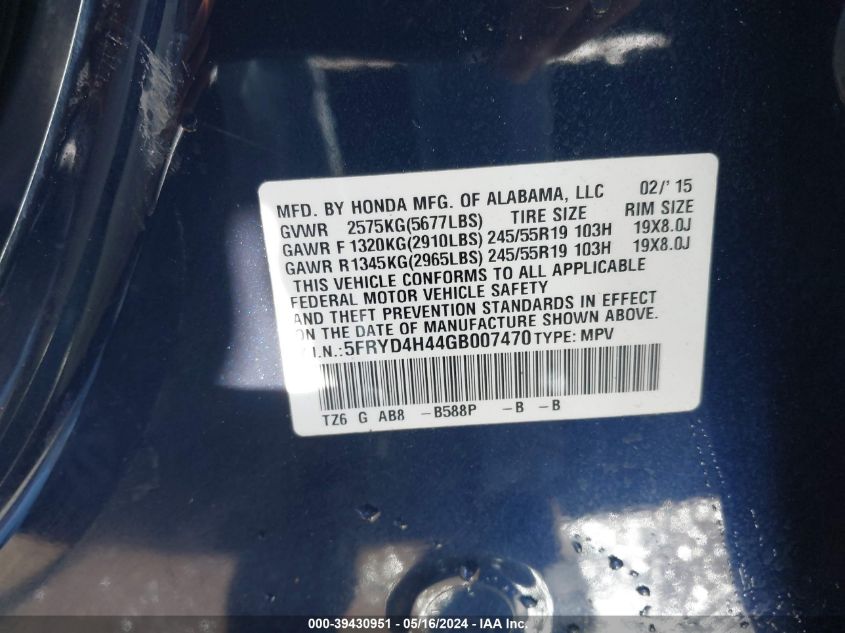 MFD. BY HONDA MFG. OF ALABAMA, LLC 02/' 15
GVWR 2575KG(5677LBS) TIRE SIZE RIM SIZE
GAWR F 1320KG(2910LBS) 245/55R19 103H 19X8.0J
GAWR R1345KG(2965LBS) 245/55R19 103H 19X8.0J
THIS VEHICLE CONFORMS TO ALL APPLICABLE
FEDERAL MOTOR VEHICLE SAFETY
AND THEFT PREVENTION STANDARDS IN EFFECT
ON THE DATE OF MANUFACTURE SHOWN ABOVE.
V.I.N.:5FRYD4H44GB007470 TYPE: MPV
TZ6 G AB8 -B588P -B -B
000-39430951 - 05/16/2024 - IAA Inc.